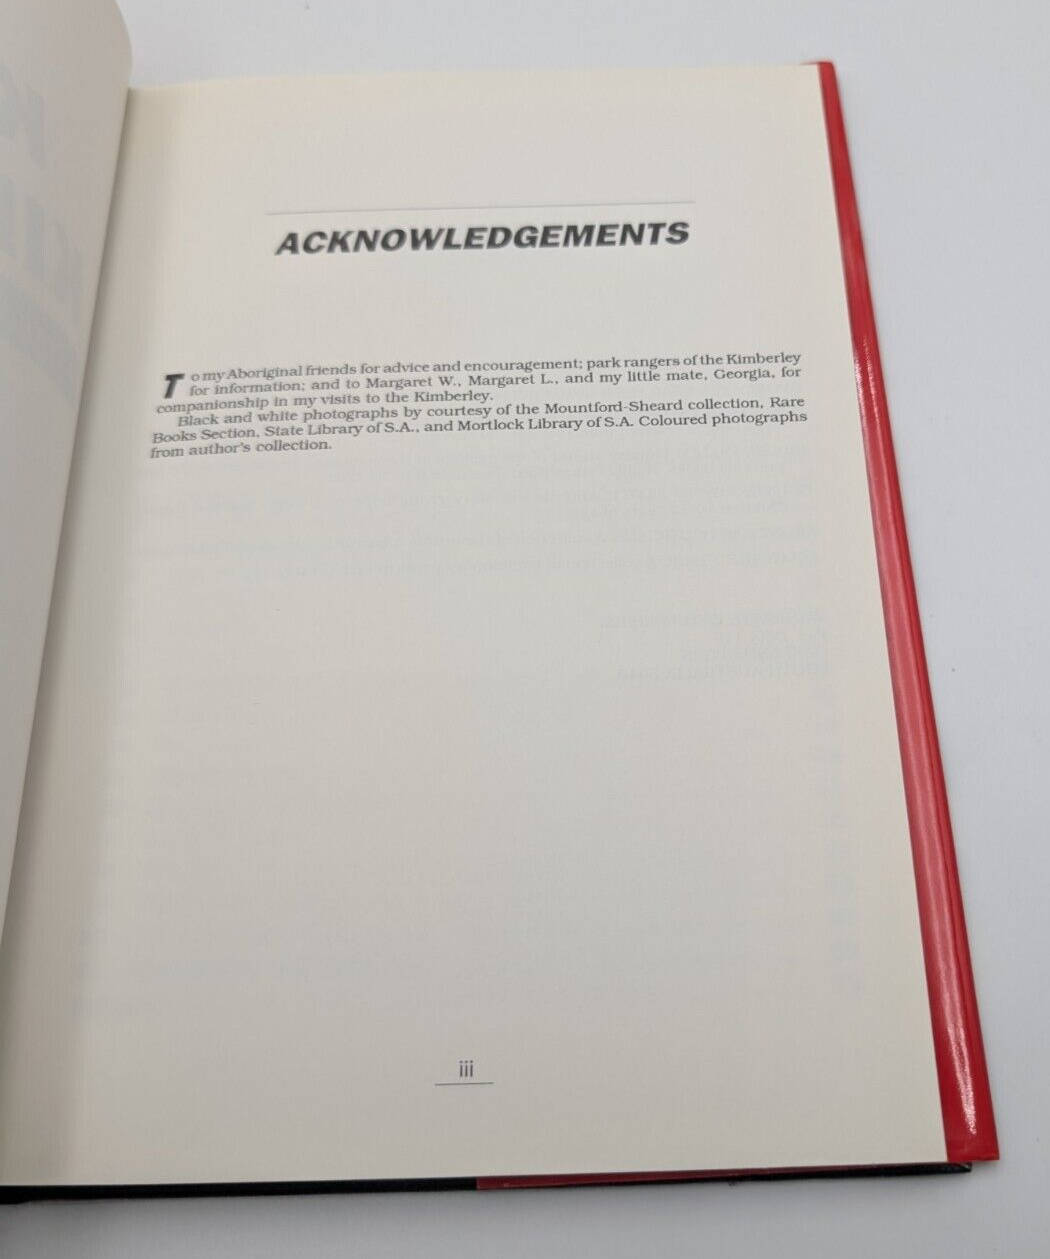 ACKNOWLEDGEMENTS
To my Aboriginal friends for advice and encouragement; park rangers of the Kimberley
for information; and to Margaret W., Margaret L., and my little mate, Georgia, for
companionship in my visits to the Kimberley.
Black and white photographs by courtesy of the Mountford-Sheard collection, Rare
Books Section, State Library of S.A., and Mortlock Library of S.A. Coloured photographs
from author's collection.
iii